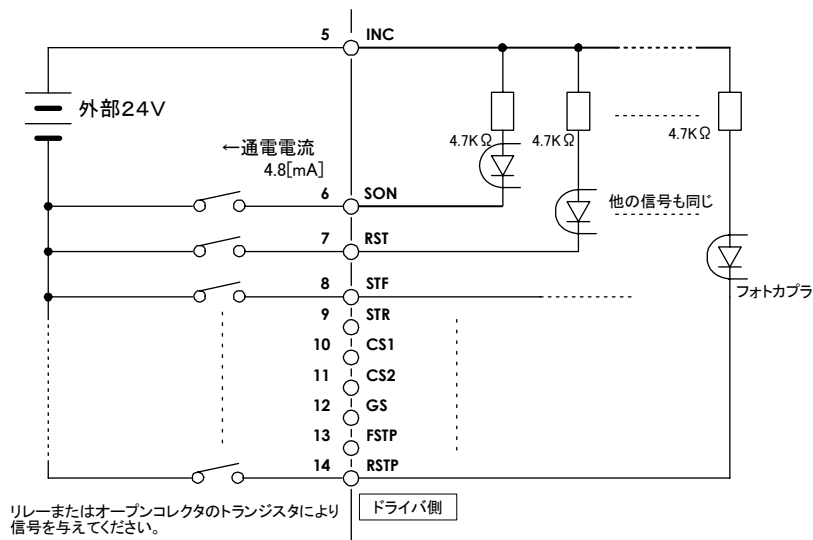 5 INC
外部24V
4.7KΩ
4.7KΩ
4.7KΩ
←通電電流
4.8[mA]
6 SON
他の信号も同じ
7 RST
8 STF
フォトカプラ
9 STR
10 CS1
11 CS2
12 GS
13 FSTP
14 RSTP
リレーまたはオープンコレクタのトランジスタにより
信号を与えてください。
ドライバ側